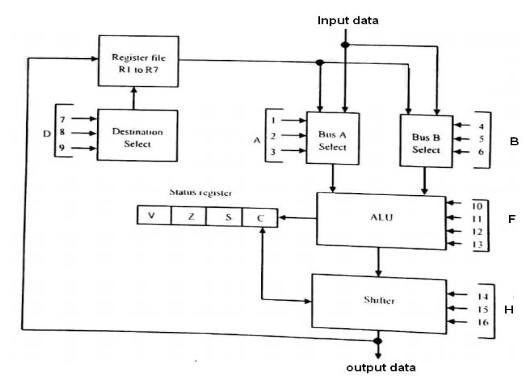 Input data
Register file
R1 to R7
D
7
8
9
Destination
Select
A
1
2
3
Bus A
Select
Bus B
Select
4
5
6
B
Status register
V Z S C
ALU
10
11
12
13
F
Shifter
14
15
16
H
output data